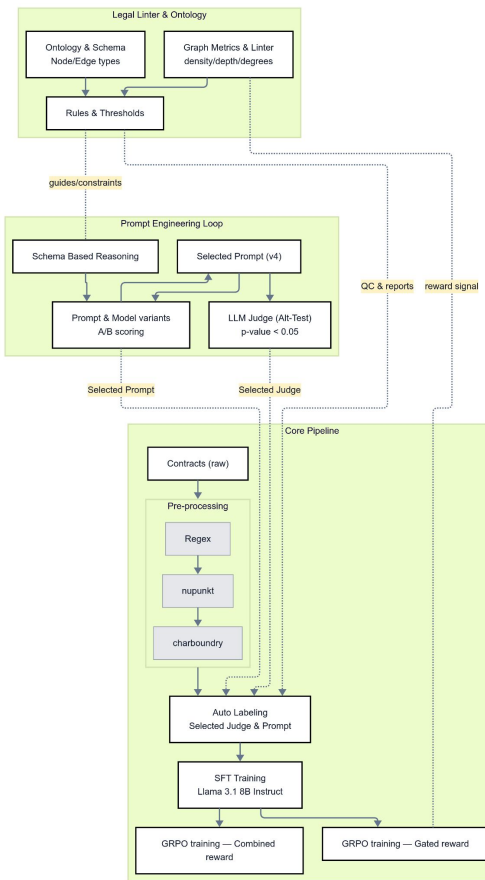 Legal Linter & Ontology
Ontology & Schema
Node/Edge types
Graph Metrics & Linter
density/depth/degrees
Rules & Thresholds
guides/constraints
Prompt Engineering Loop
Schema Based Reasoning
Selected Prompt (v4)
QC & reports
reward signal
Prompt & Model variants
A/B scoring
LLM Judge (Alt-Test)
p-value < 0.05
Selected Prompt
Selected Judge
Core Pipeline
Contracts (raw)
Pre-processing
Regex
nupunkt
charboundry
Auto Labeling
Selected Judge & Prompt
SFT Training
Llama 3.1 8B Instruct
GRPO training — Combined
reward
GRPO training — Gated reward